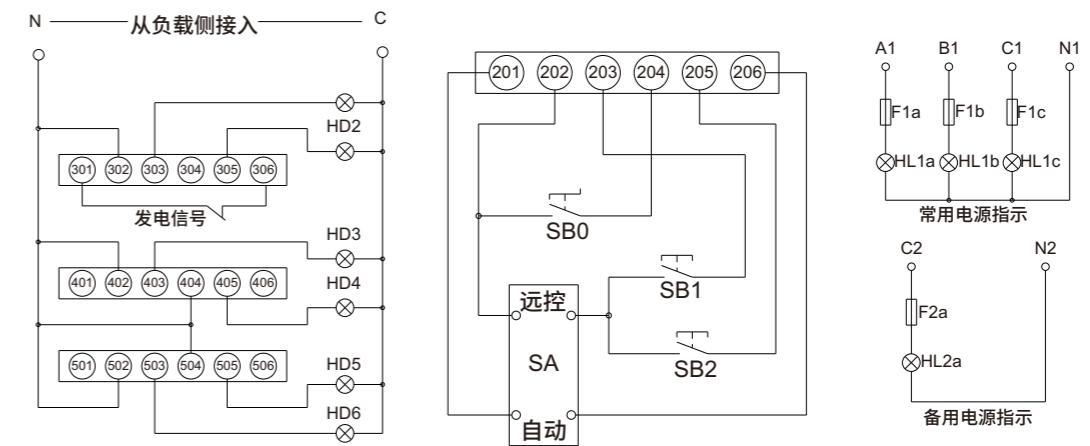 N 从负载侧接入 C
HD2
301 302 303 304 305 306
发电信号
HD3
401 402 403 404 405 406
HD4
501 502 503 504 505 506
HD5
HD6
201 202 203 204 205 206
SB0
SB1
远控
SA
SB2
自动
A1 B1 C1 N1
F1a F1b F1c
HL1a HL1b HL1c
常用电源指示
C2 N2
F2a
HL2a
备用电源指示